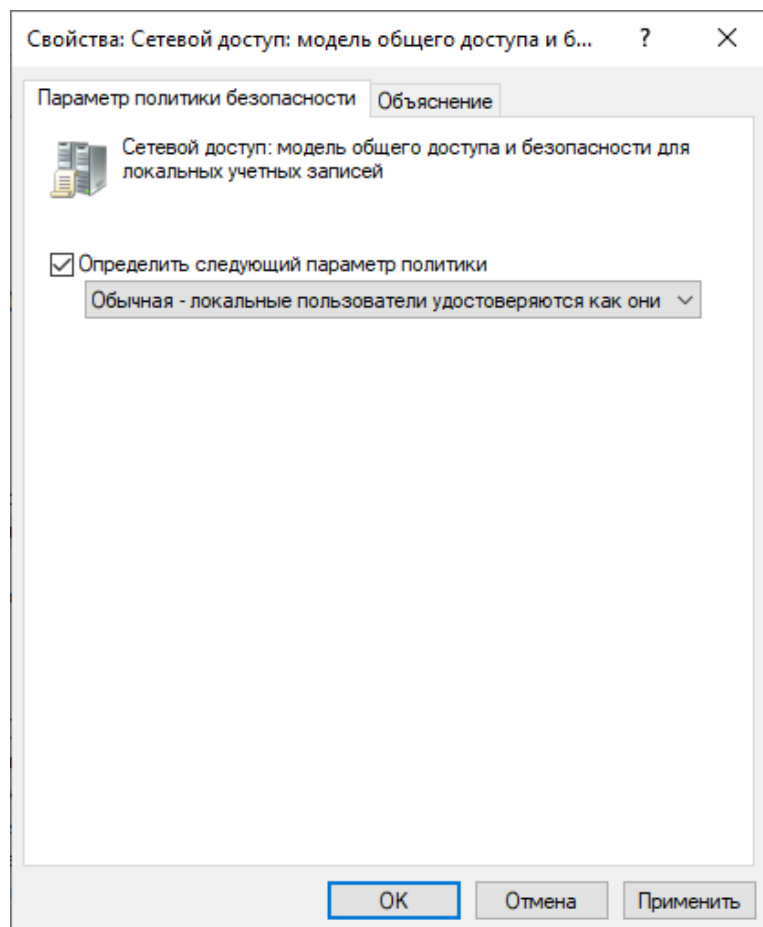 Свойства: Сетевой доступ: модель общего доступа и б... ?
Параметр политики безопасности Объяснение
Сетевой доступ: модель общего доступа и безопасности для
локальных учетных записей
Определить следующий параметр политики
Обычная - локальные пользователи удостоверяются как они
OK Отмена Применить